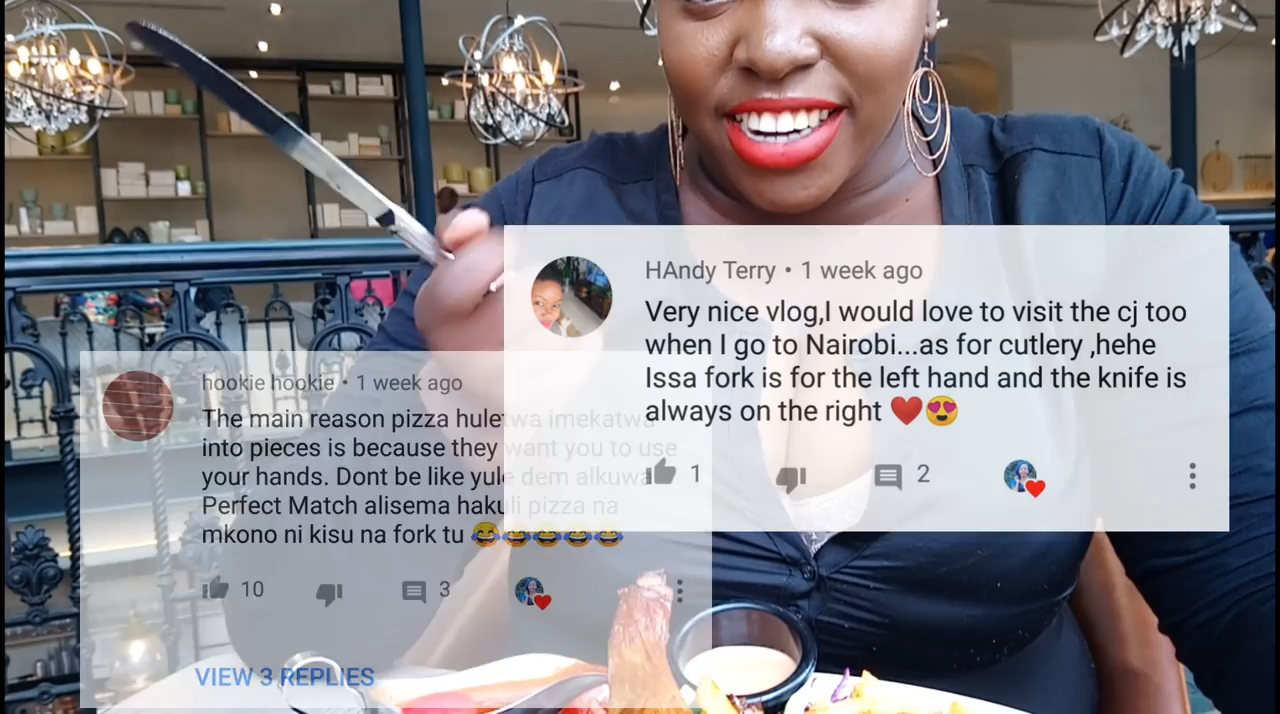 HAndy Terry • 1 week ago
Very nice vlog,I would love to visit the cj too
when I go to Nairobi...as for cutlery ,hehe
Issa fork is for the left hand and the knife is
always on the right ❤️😍
1
2
hookie hookie • 1 week ago
The main reason pizza huletwa imekatwa
into pieces is because they want you to use
your hands. Dont be like yule dem alkuwa
Perfect Match alisema hakuli pizza na
mkono ni kisu na fork tu 😂😂😂😂😂
10
3
VIEW 3 REPLIES